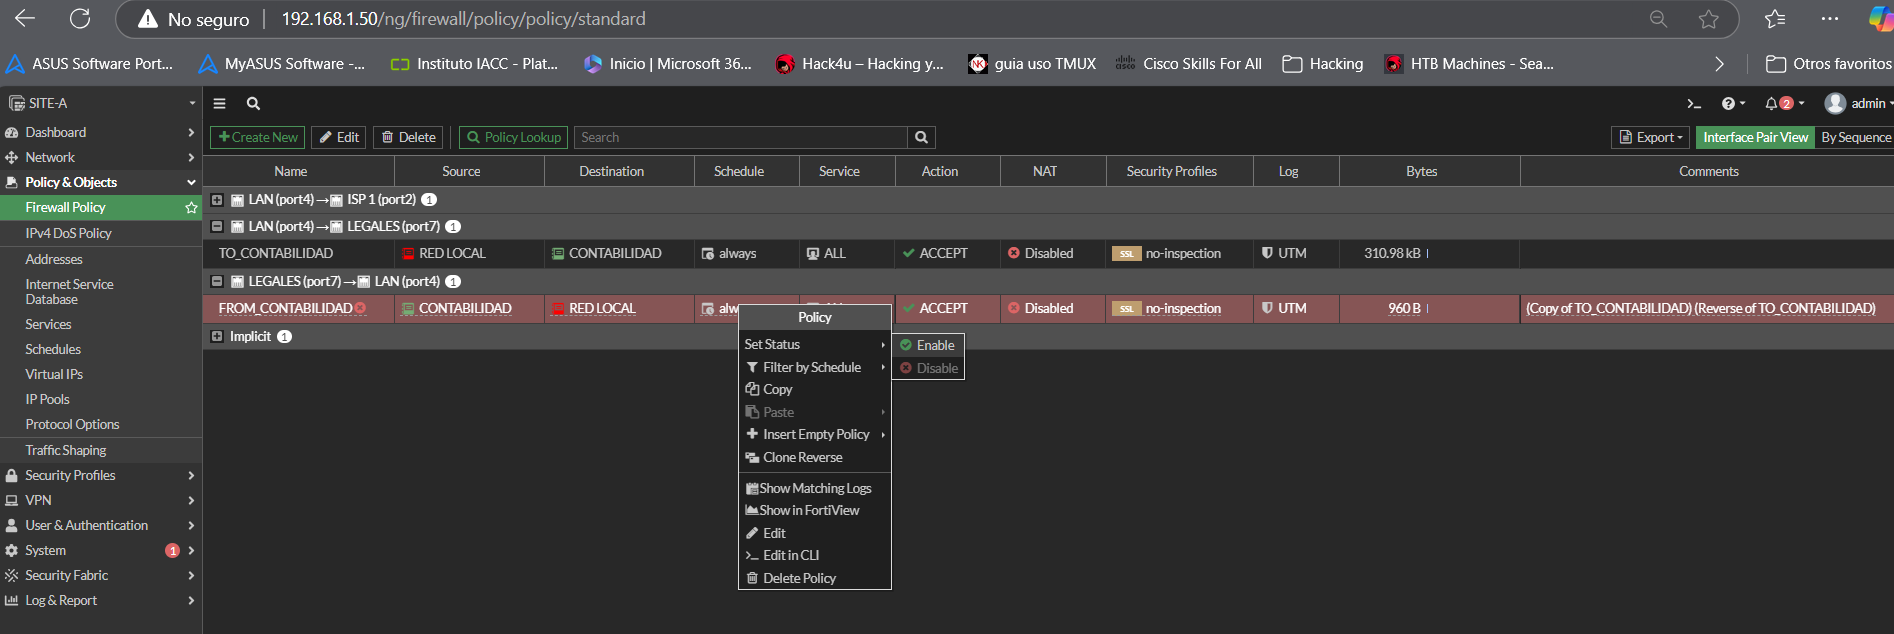 No seguro 192.168.1.50/ng/firewall/policy/policy/standard
ASUS Software Port... MyASUS Software -... Instituto IACC - Plat... Inicio | Microsoft 36... Hack4u – Hacking y... guia uso TMUX Cisco Skills For All Hacking HTB Machines - Sea... Otros favoritos
SITE-A
Dashboard
Network
Policy & Objects
Firewall Policy
IPv4 DoS Policy
Addresses
Internet Service
Database
Services
Schedules
Virtual IPs
IP Pools
Protocol Options
Traffic Shaping
Security Profiles
VPN
User & Authentication
System 1
Security Fabric
Log & Report
2 admin
Create New Edit Delete Policy Lookup Search Export Interface Pair View By Sequence
Name Source Destination Schedule Service Action NAT Security Profiles Log Bytes Comments
LAN (port4) → ISP 1 (port2) 1
LAN (port4) → LEGALES (port7) 1
TO_CONTABILIDAD RED LOCAL CONTABILIDAD always ALL ACCEPT Disabled SSL no-inspection UTM 310.98 kB
LEGALES (port7) → LAN (port4) 1
FROM_CONTABILIDAD CONTABILIDAD RED LOCAL ACCEPT Disabled SSL no-inspection UTM 960 B (Copy of TO_CONTABILIDAD) (Reverse of TO_CONTABILIDAD)
Implicit 1
Policy
Set Status
Filter by Schedule
Copy
Paste
Insert Empty Policy
Clone Reverse
Show Matching Logs
Show in FortiView
Edit
Edit in CLI
Delete Policy
Enable
Disable